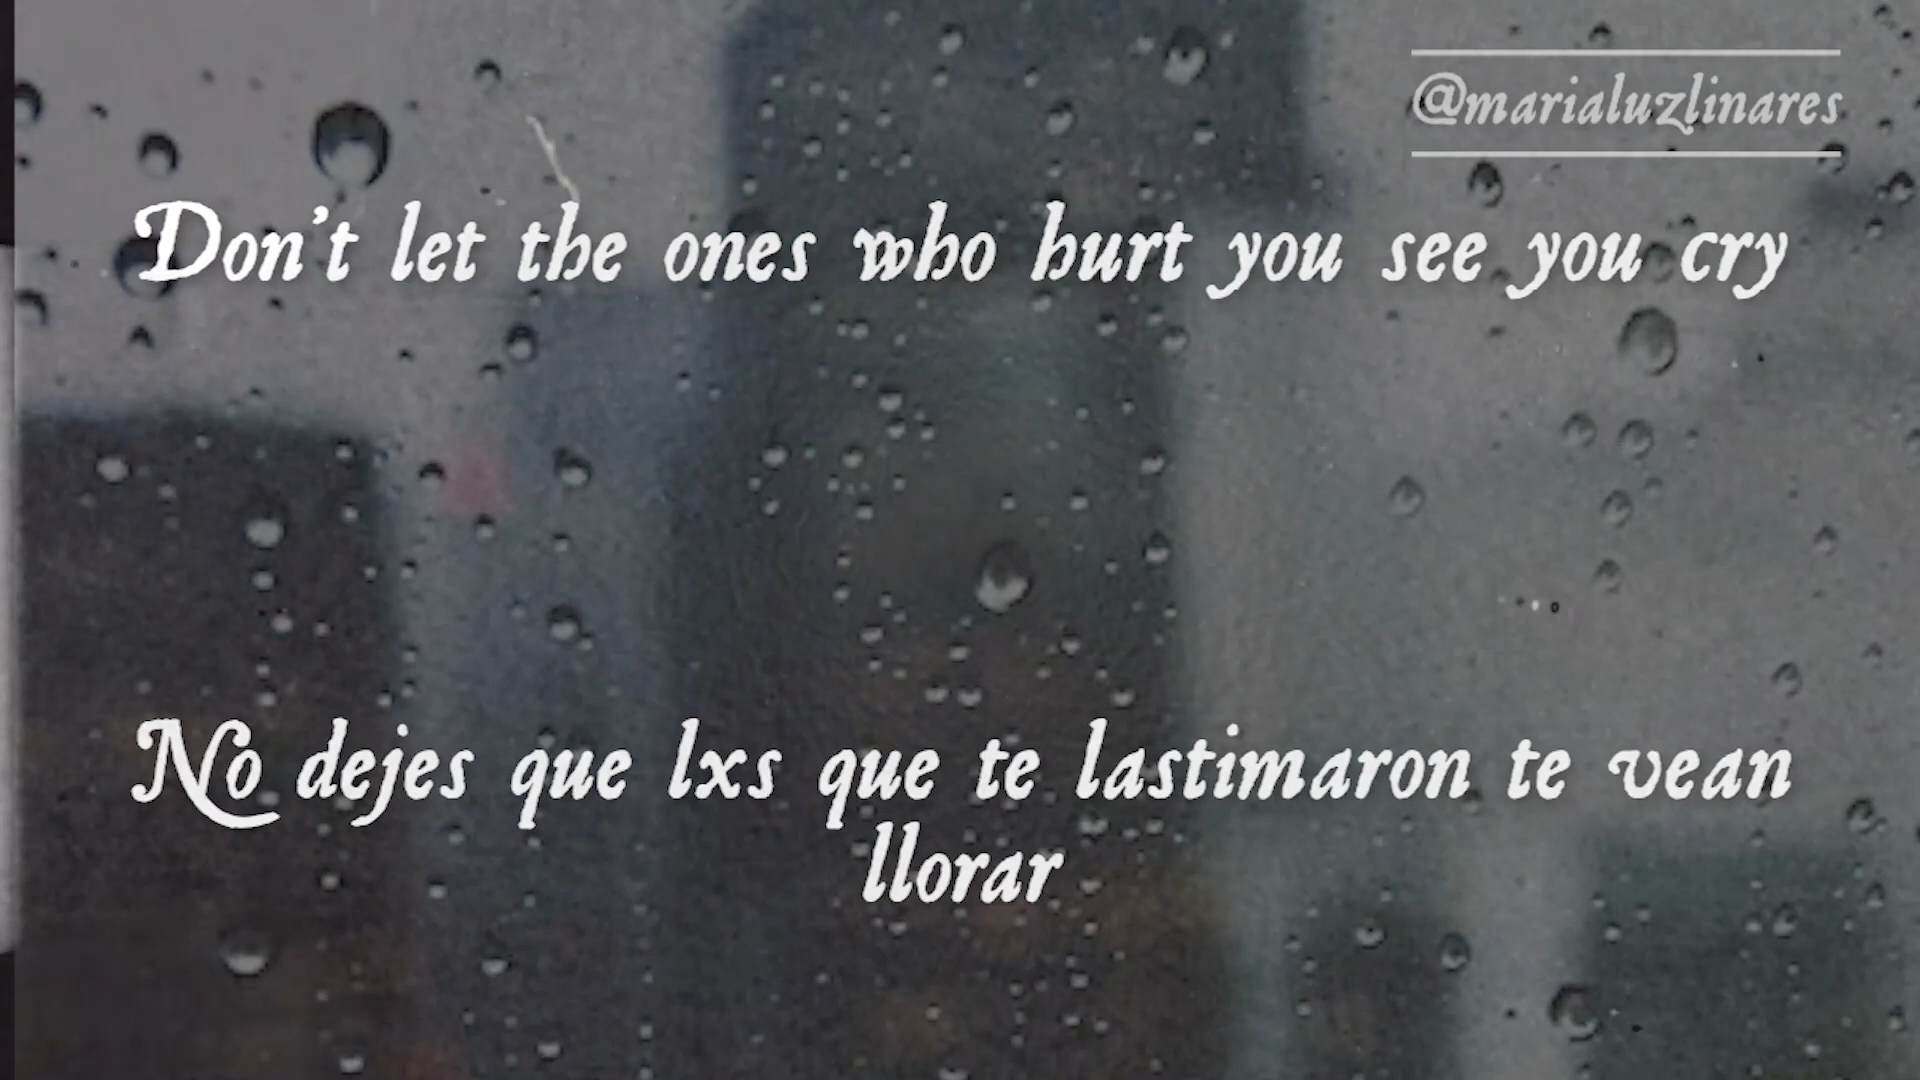 @marialuzlinares
Don't let the ones who hurt you see you cry
No dejes que lxs que te lastimaron te vean
llorar